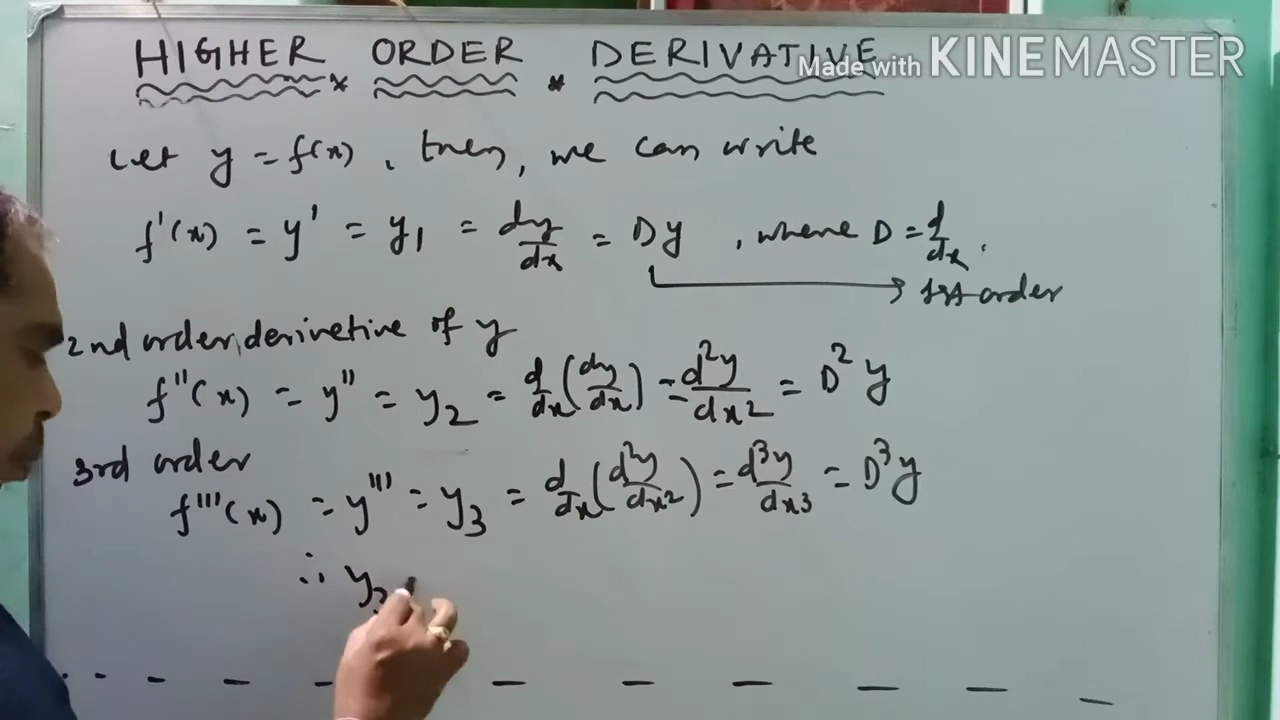 HIGHER ORDER DERIVATIVE
Made with KINEMASTER
Let y = f(x), then, we can write
f'(x) = y' = y₁ = dy/dx = Dy, where D = d/dx.
1st order
2nd order derivetive of y
f''(x) = y'' = y₂ = d/dx(dy/dx) = d²y/dx² = D²y
3rd order
f'''(x) = y''' = y₃ = d/dx(d²y/dx²) = d³y/dx³ = D³y
∴ y